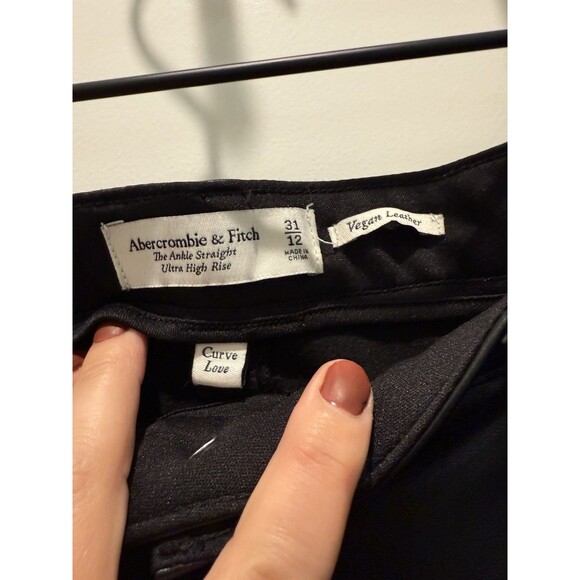 Abercrombie & Fitch
The Ankle Straight
Ultra High Rise
31
12
MADE IN
CHINA
Vegan Leather
Curve
Love